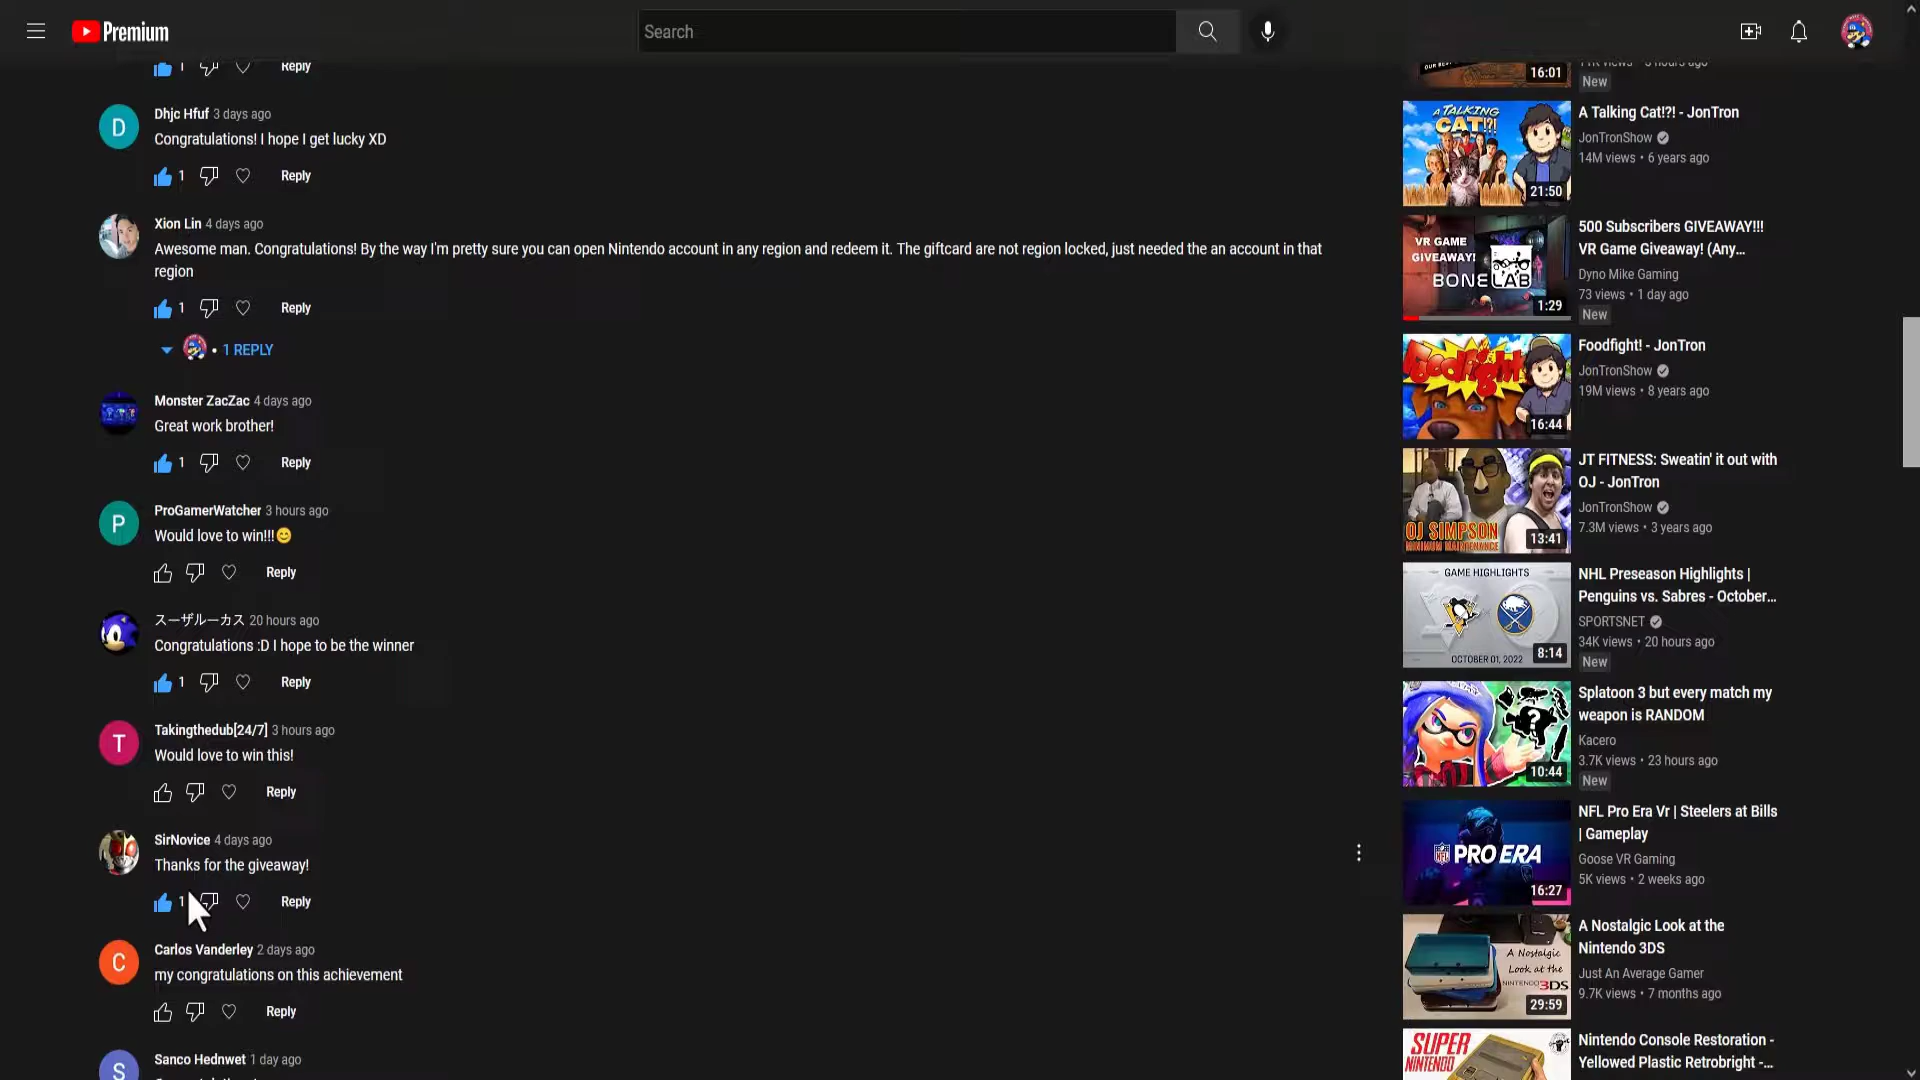 Premium
Search
1
Reply
Dhjc Hfuf 3 days ago
Congratulations! I hope I get lucky XD
1
Reply
Xion Lin 4 days ago
Awesome man. Congratulations! By the way I'm pretty sure you can open Nintendo account in any region and redeem it. The giftcard are not region locked, just needed the an account in that
region
1
Reply
• 1 REPLY
Monster ZacZac 4 days ago
Great work brother!
1
Reply
P
ProGamerWatcher 3 hours ago
Would love to win!!!😊
Reply
スーザルーカス 20 hours ago
Congratulations :D I hope to be the winner
1
Reply
T
Takingthedub[24/7] 3 hours ago
Would love to win this!
Reply
SirNovice 4 days ago
Thanks for the giveaway!
1
Reply
C
Carlos Vanderley 2 days ago
my congratulations on this achievement
Reply
S
Sanco Hednwet 1 day ago
D
16:01
New
A TALKING
CAT!?!
21:50
A Talking Cat!?! - JonTron
JonTronShow
14M views • 6 years ago
VR GAME
GIVEAWAY!
BONELAB
1:29
500 Subscribers GIVEAWAY!!!
VR Game Giveaway! (Any...
Dyno Mike Gaming
73 views • 1 day ago
New
Foodfight!
16:44
Foodfight! - JonTron
JonTronShow
19M views • 8 years ago
OJ SIMPSON
MINIMUM MAINTENANCE
13:41
JT FITNESS: Sweatin' it out with
OJ - JonTron
JonTronShow
7.3M views • 3 years ago
GAME HIGHLIGHTS
OCTOBER 01, 2022
8:14
NHL Preseason Highlights |
Penguins vs. Sabres - October...
SPORTSNET
34K views • 20 hours ago
New
?
10:44
Splatoon 3 but every match my
weapon is RANDOM
Kacero
3.7K views • 23 hours ago
New
NFL PRO ERA
16:27
NFL Pro Era Vr | Steelers at Bills
| Gameplay
Goose VR Gaming
5K views • 2 weeks ago
A Nostalgic
Look at the
NINTENDO 3DS
29:59
A Nostalgic Look at the
Nintendo 3DS
Just An Average Gamer
9.7K views • 7 months ago
SUPER
NINTENDO
Nintendo Console Restoration -
Yellowed Plastic Retrobright -...